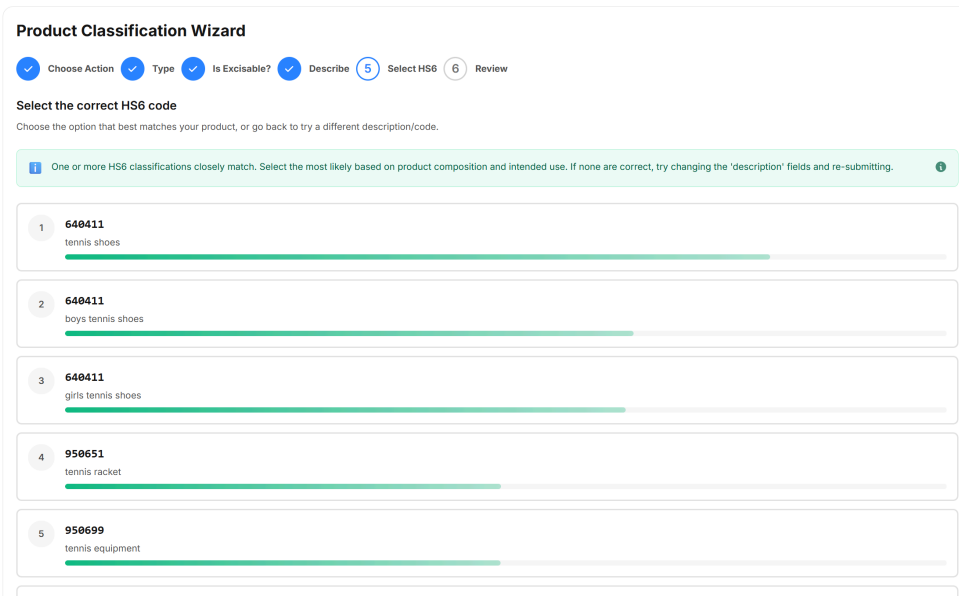 Product Classification Wizard
Choose Action Type Is Excisable? Describe 5 Select HS6 6 Review
Select the correct HS6 code
Choose the option that best matches your product, or go back to try a different description/code.
One or more HS6 classifications closely match. Select the most likely based on product composition and intended use. If none are correct, try changing the 'description' fields and re-submitting.
1
640411
tennis shoes
2
640411
boys tennis shoes
3
640411
girls tennis shoes
4
950651
tennis racket
5
950699
tennis equipment